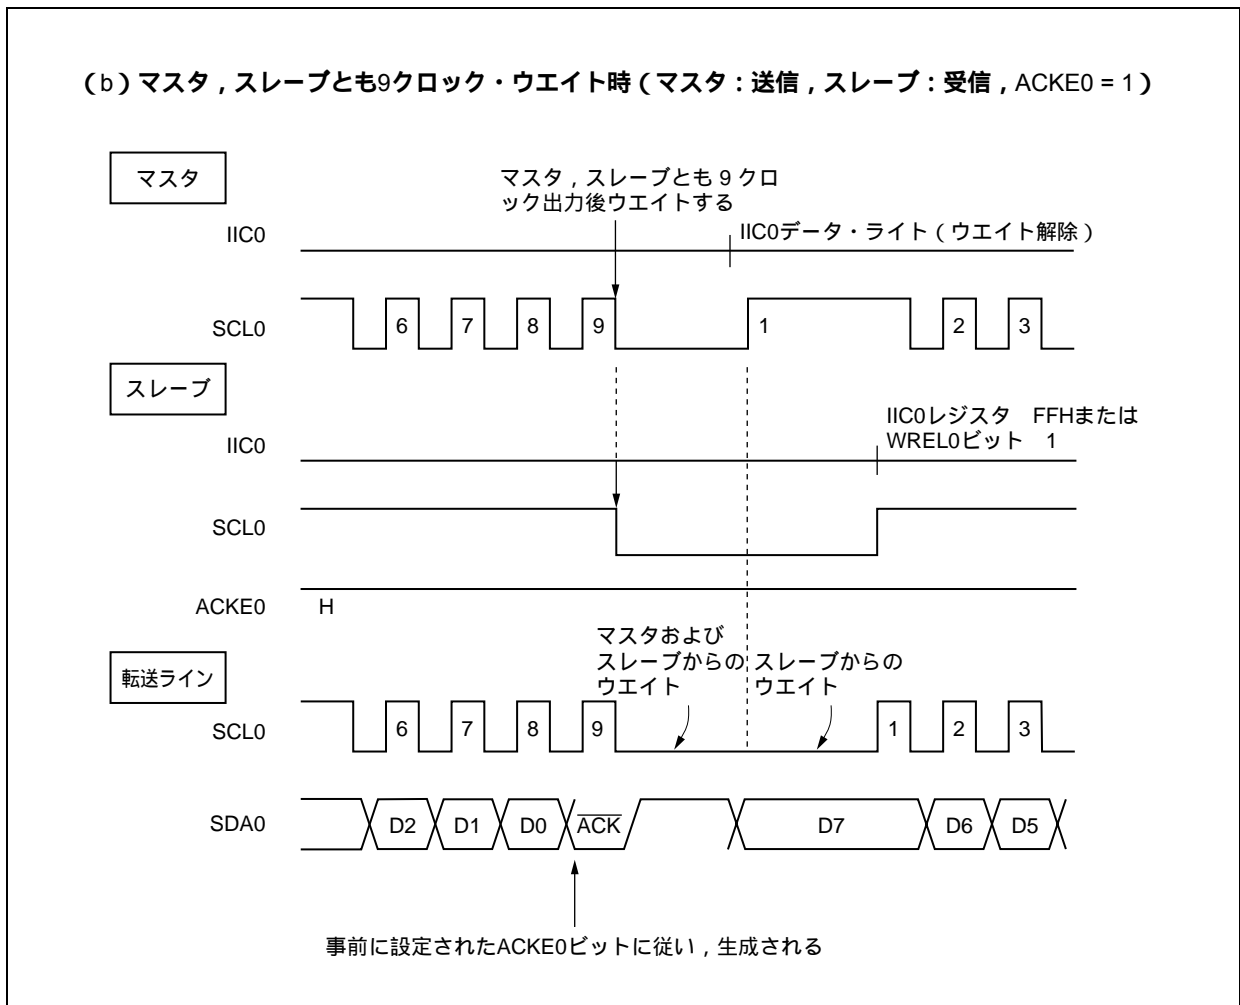 （b）マスタ，スレーブとも9クロック・ウエイト時（マスタ：送信，スレーブ：受信，ACKE0 = 1）
マスタ
マスタ，スレーブとも 9 クロ
ック出力後ウエイトする
IIC0
IIC0データ・ライト（ウエイト解除）
SCL0
6 7 8 9 1 2 3
スレーブ
IIC0レジスタ　FFHまたは
WREL0ビット　1
IIC0
SCL0
ACKE0
H
マスタおよび
スレーブからの
ウエイト
スレーブからの
ウエイト
転送ライン
SCL0
6 7 8 9 1 2 3
SDA0
D2 D1 D0 ACK D7 D6 D5
事前に設定されたACKE0ビットに従い，生成される